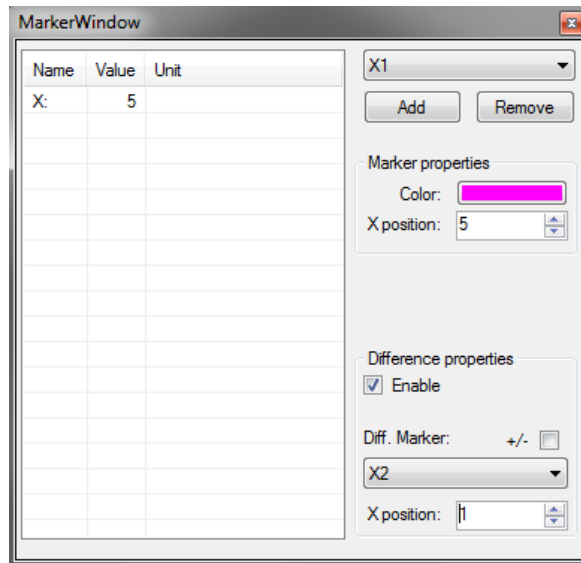 MarkerWindow
Name Value Unit
X: 5
X1
Add Remove
Marker properties
Color:
X position: 5
Difference properties
Enable
Diff. Marker: +/-
X2
X position: 1